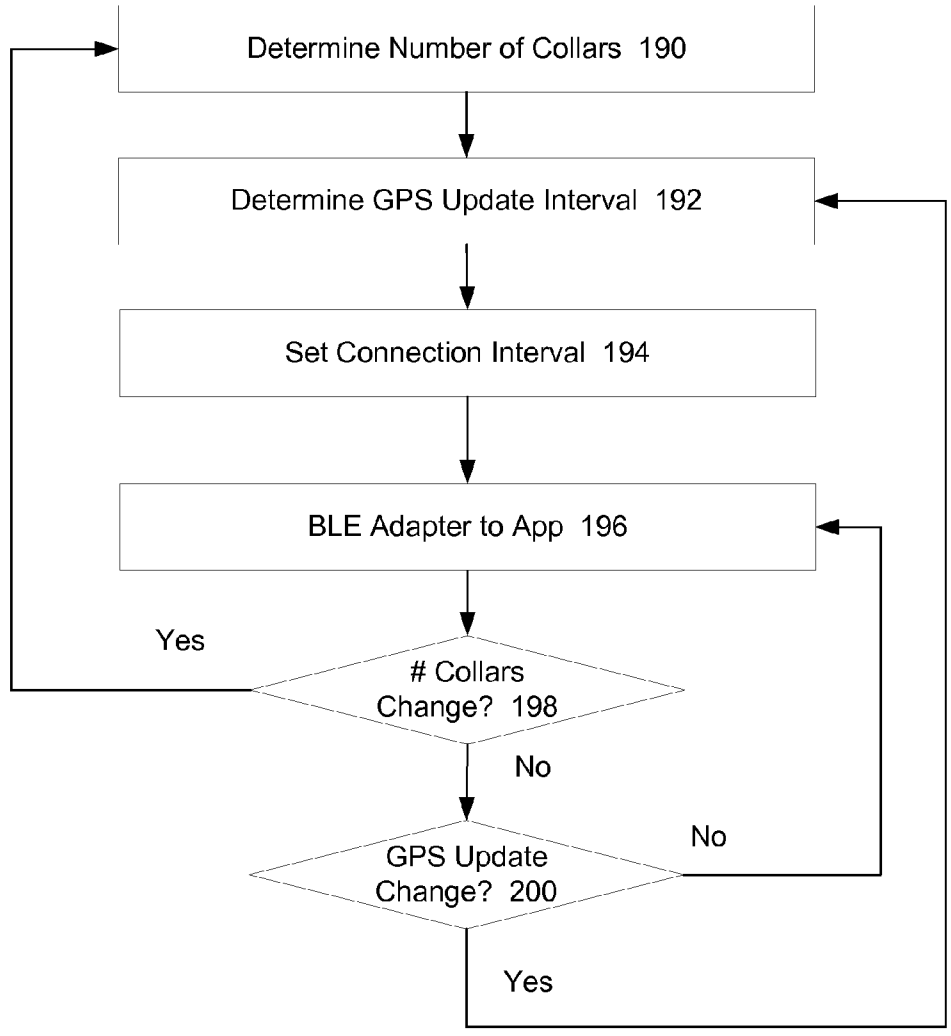 Determine Number of Collars 190
Determine GPS Update Interval 192
Set Connection Interval 194
BLE Adapter to App 196
Yes
# Collars
Change? 198
No
GPS Update
Change? 200
No
Yes